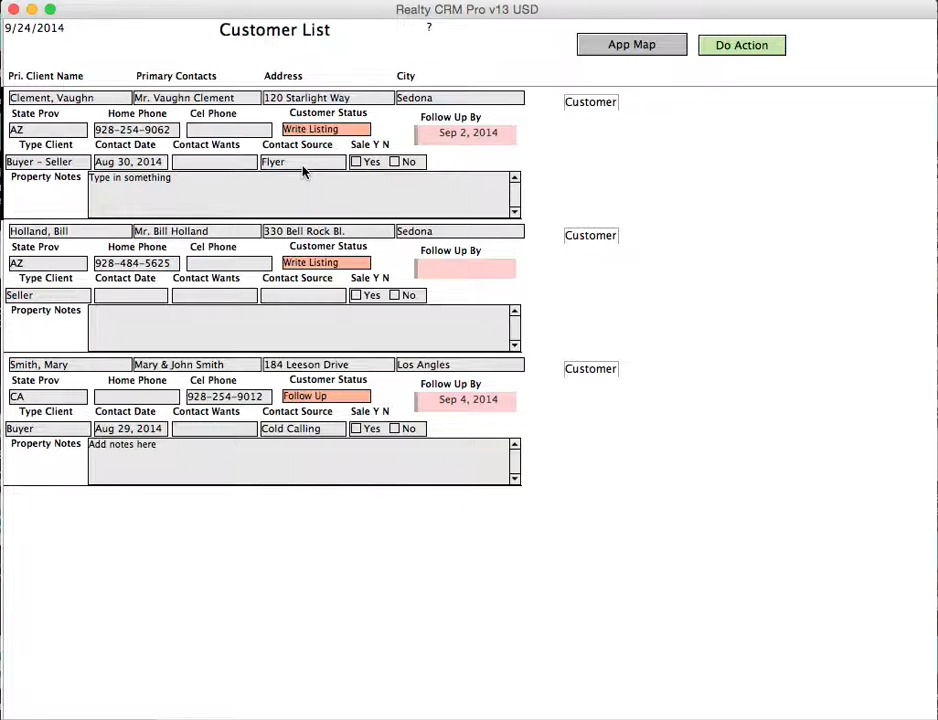 Realty CRM Pro v13 USD
9/24/2014
Customer List
?
App Map
Do Action
Pri. Client Name Primary Contacts Address City
Clement, Vaughn Mr. Vaughn Clement 120 Starlight Way Sedona
Customer
State Prov Home Phone Cel Phone Customer Status Follow Up By
AZ 928-254-9062 Write Listing Sep 2, 2014
Type Client Contact Date Contact Wants Contact Source Sale Y N
Buyer - Seller Aug 30, 2014 Flyer Yes No
Property Notes Type in something
Holland, Bill Mr. Bill Holland 330 Bell Rock Bl. Sedona
Customer
State Prov Home Phone Cel Phone Customer Status Follow Up By
AZ 928-484-5625 Write Listing
Type Client Contact Date Contact Wants Contact Source Sale Y N
Seller Yes No
Property Notes
Smith, Mary Mary & John Smith 184 Leeson Drive Los Angles
Customer
State Prov Home Phone Cel Phone Customer Status Follow Up By
CA 928-254-9012 Follow Up Sep 4, 2014
Type Client Contact Date Contact Wants Contact Source Sale Y N
Buyer Aug 29, 2014 Cold Calling Yes No
Property Notes Add notes here